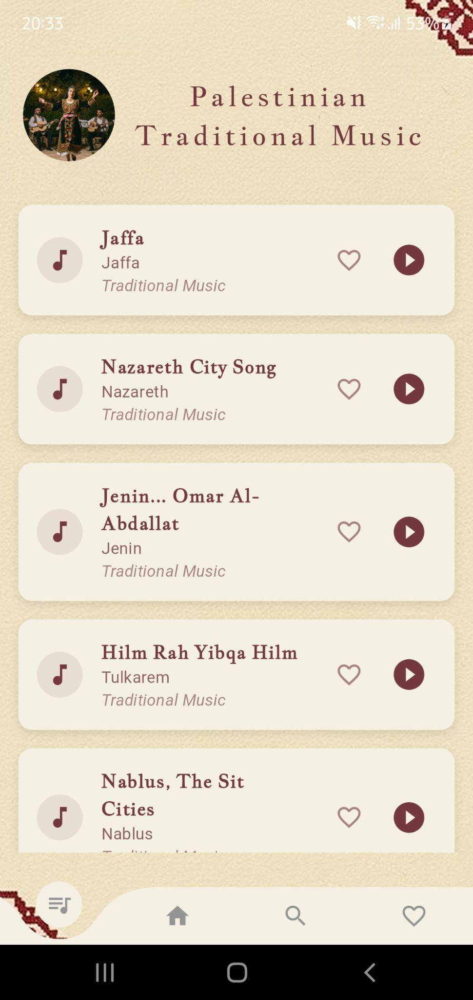 20:33
53%
Palestinian
Traditional Music
Jaffa
Jaffa
Traditional Music
Nazareth City Song
Nazareth
Traditional Music
Jenin... Omar Al-
Abdallat
Jenin
Traditional Music
Hilm Rah Yibqa Hilm
Tulkarem
Traditional Music
Nablus, The Sit
Cities
Nablus